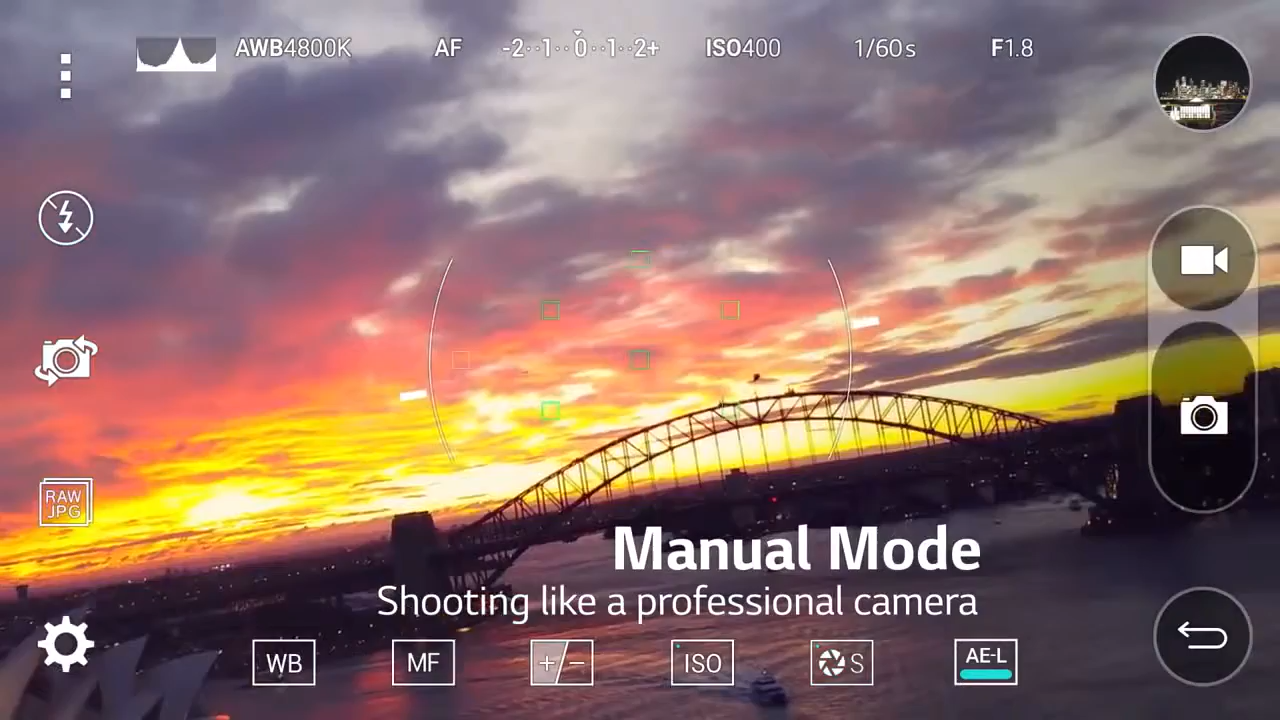 AWB4800K AF -2··1··0··1··2+ ISO400 1/60s F1.8
RAW
JPG
Manual Mode
Shooting like a professional camera
WB MF +/− ISO S AE-L